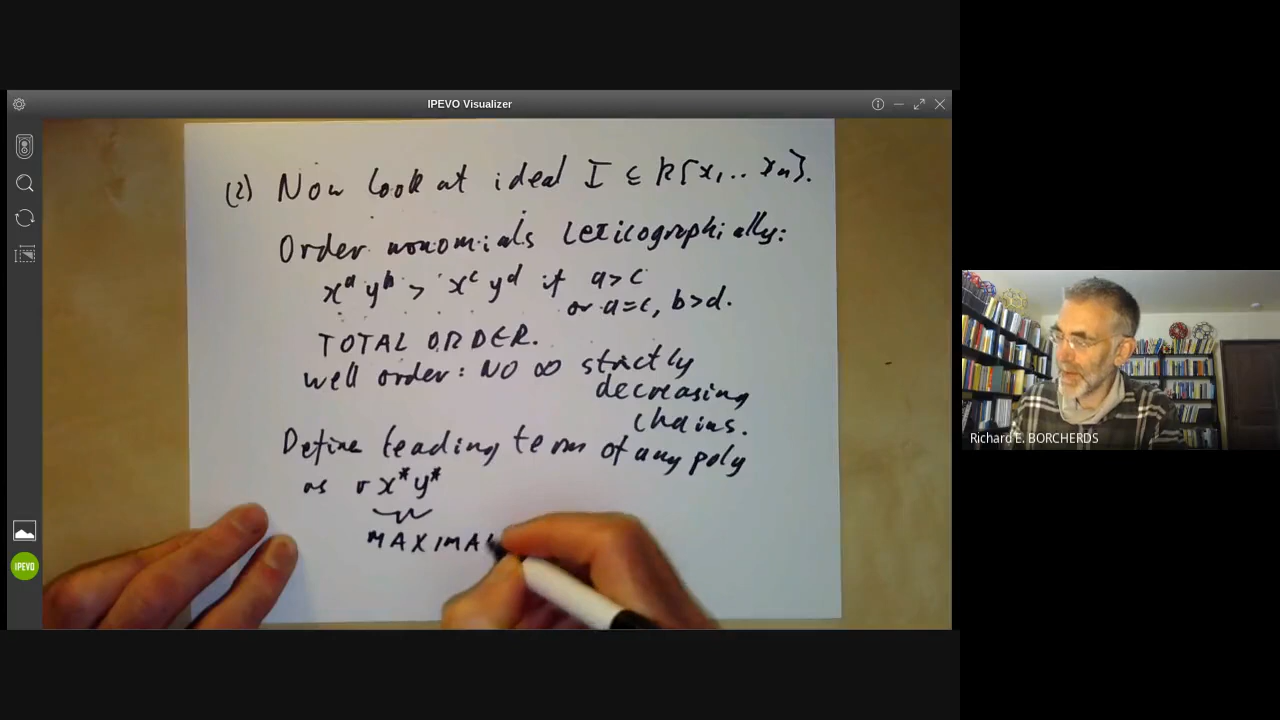 IPEVO Visualizer
(2) Now look at ideal I ⊆ k[x, .. xn].
Order monomials lexicographically:
x^a y^b > x^c y^d if a>c
or a=c, b>d.
TOTAL ORDER.
well order: NO ∞ strictly
decreasing
chains.
Define leading term of any poly
as r x^* y^*
MAXIMAL
Richard E. BORCHERDS
IPEVO